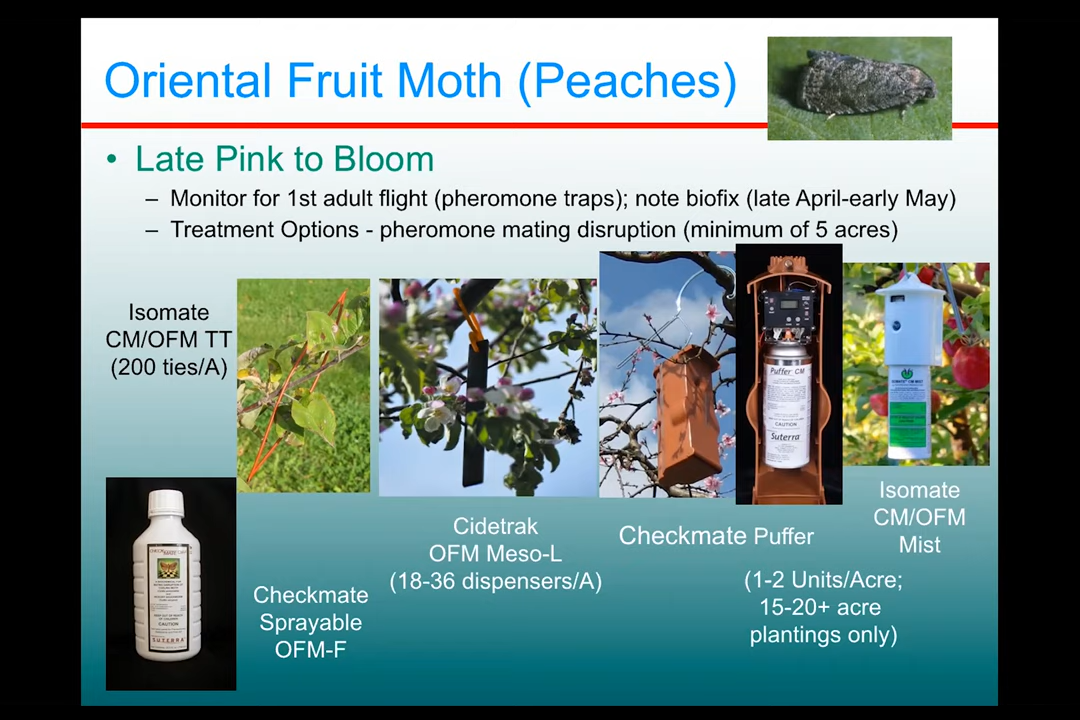 Oriental Fruit Moth (Peaches)
• Late Pink to Bloom
– Monitor for 1st adult flight (pheromone traps); note biofix (late April-early May)
– Treatment Options - pheromone mating disruption (minimum of 5 acres)
Isomate
CM/OFM TT
(200 ties/A)
Checkmate
Sprayable
OFM-F
CAUTION
SUTERRA
Cidetrak
OFM Meso-L
(18-36 dispensers/A)
Checkmate Puffer
Puffer CM
CAUTION
Suterra
(1-2 Units/Acre;
15-20+ acre
plantings only)
Isomate
CM/OFM
Mist